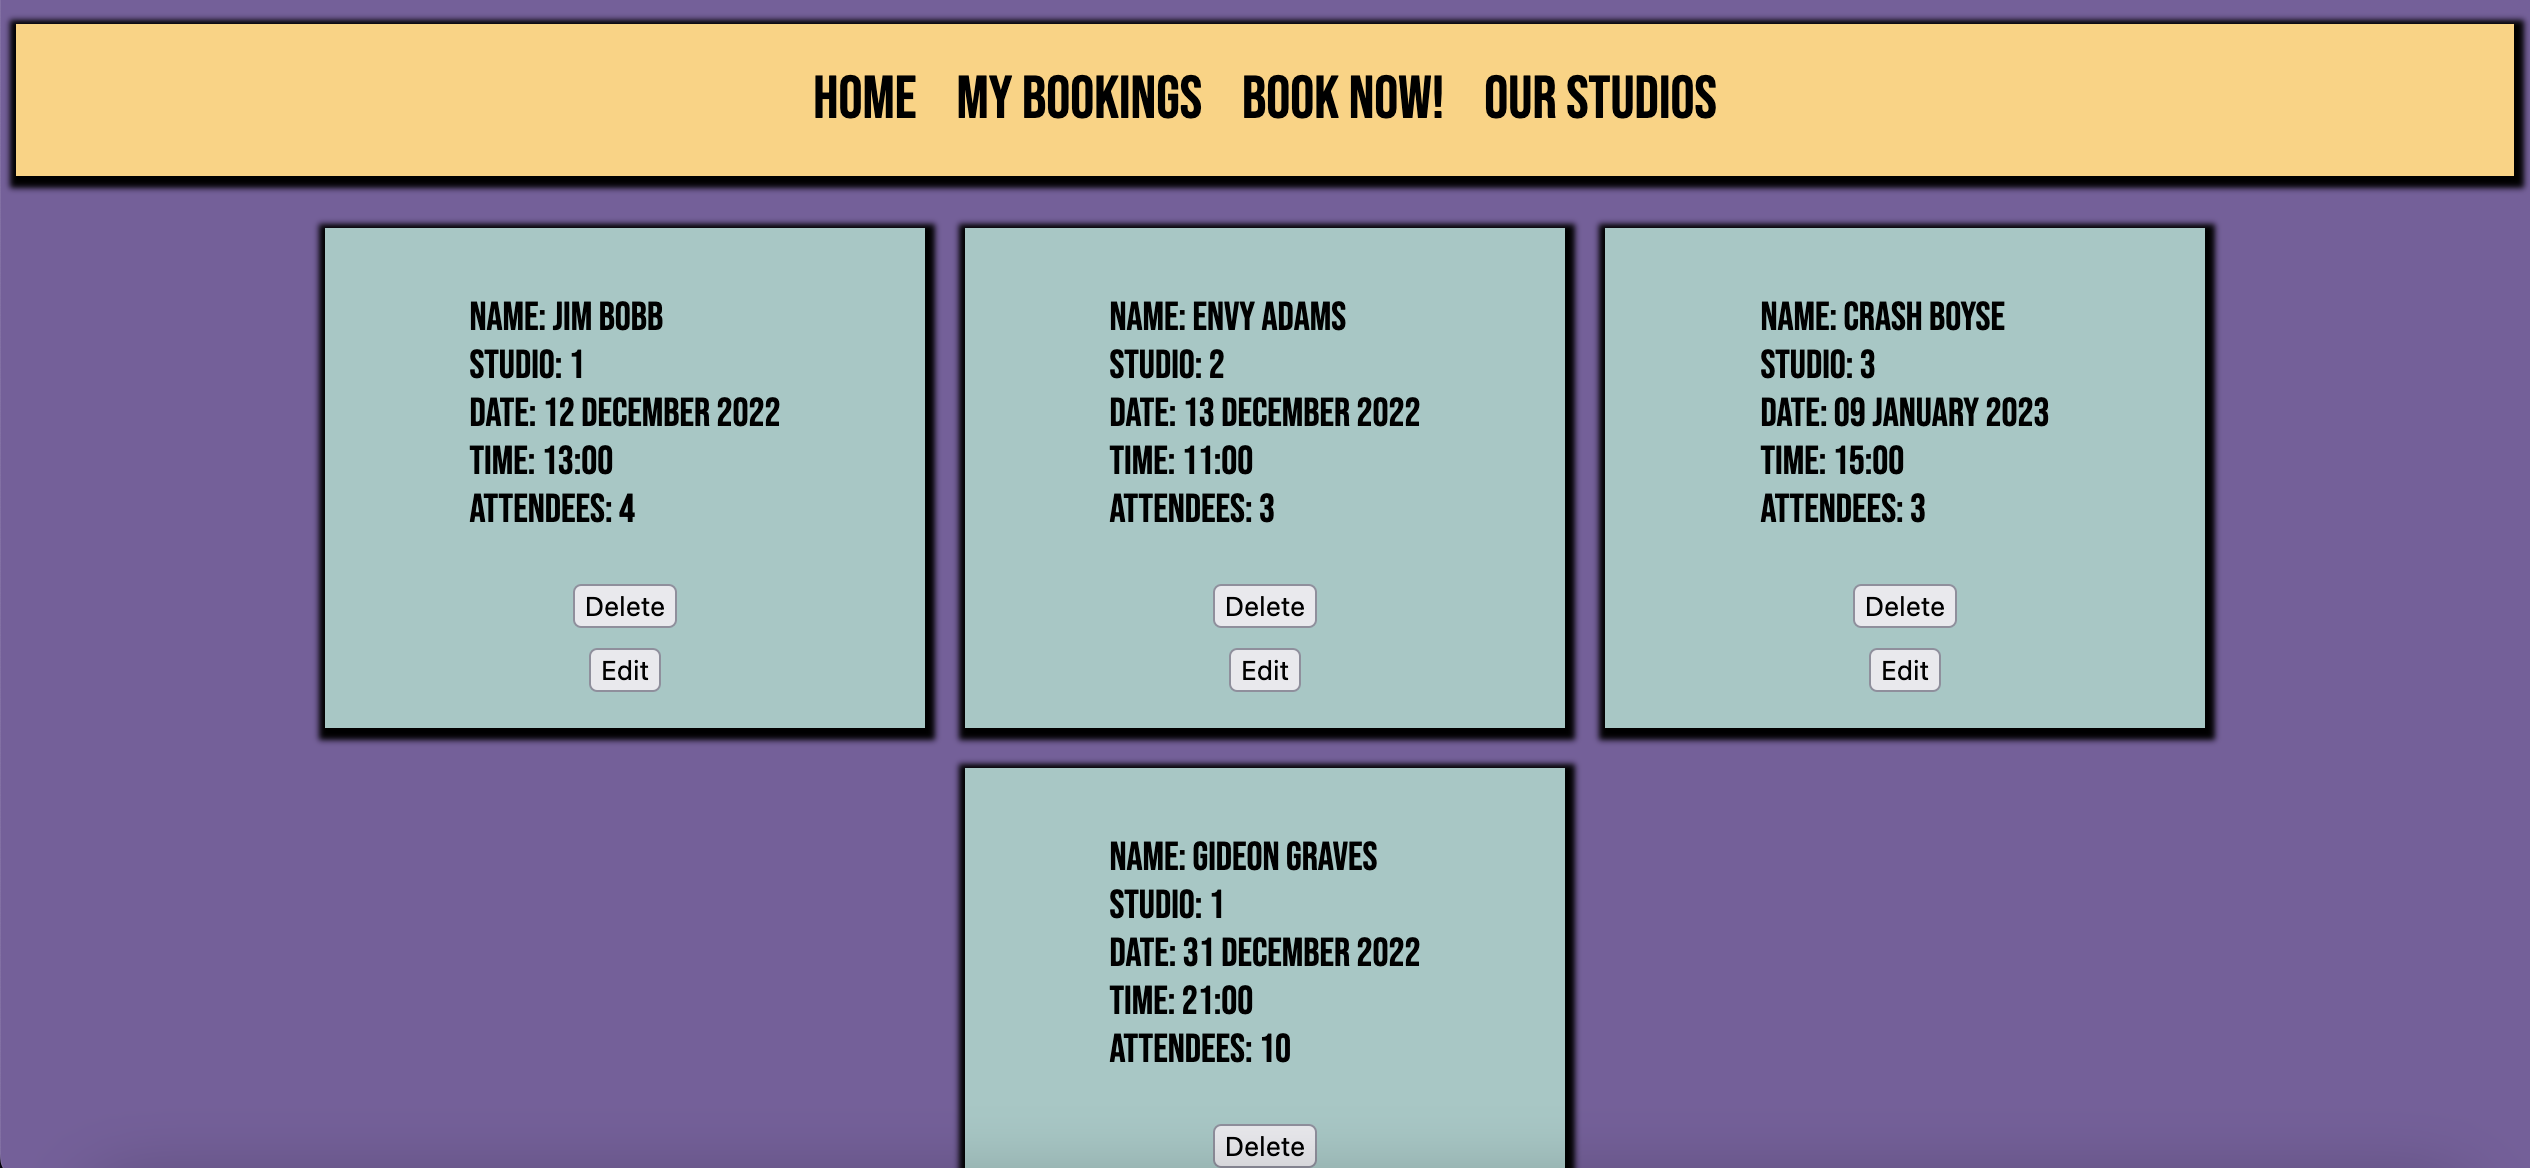 HOME MY BOOKINGS BOOK NOW! OUR STUDIOS
NAME: JIM BOBB
STUDIO: 1
DATE: 12 DECEMBER 2022
TIME: 13:00
ATTENDEES: 4
Delete
Edit
NAME: ENVY ADAMS
STUDIO: 2
DATE: 13 DECEMBER 2022
TIME: 11:00
ATTENDEES: 3
Delete
Edit
NAME: CRASH BOYSE
STUDIO: 3
DATE: 09 JANUARY 2023
TIME: 15:00
ATTENDEES: 3
Delete
Edit
NAME: GIDEON GRAVES
STUDIO: 1
DATE: 31 DECEMBER 2022
TIME: 21:00
ATTENDEES: 10
Delete